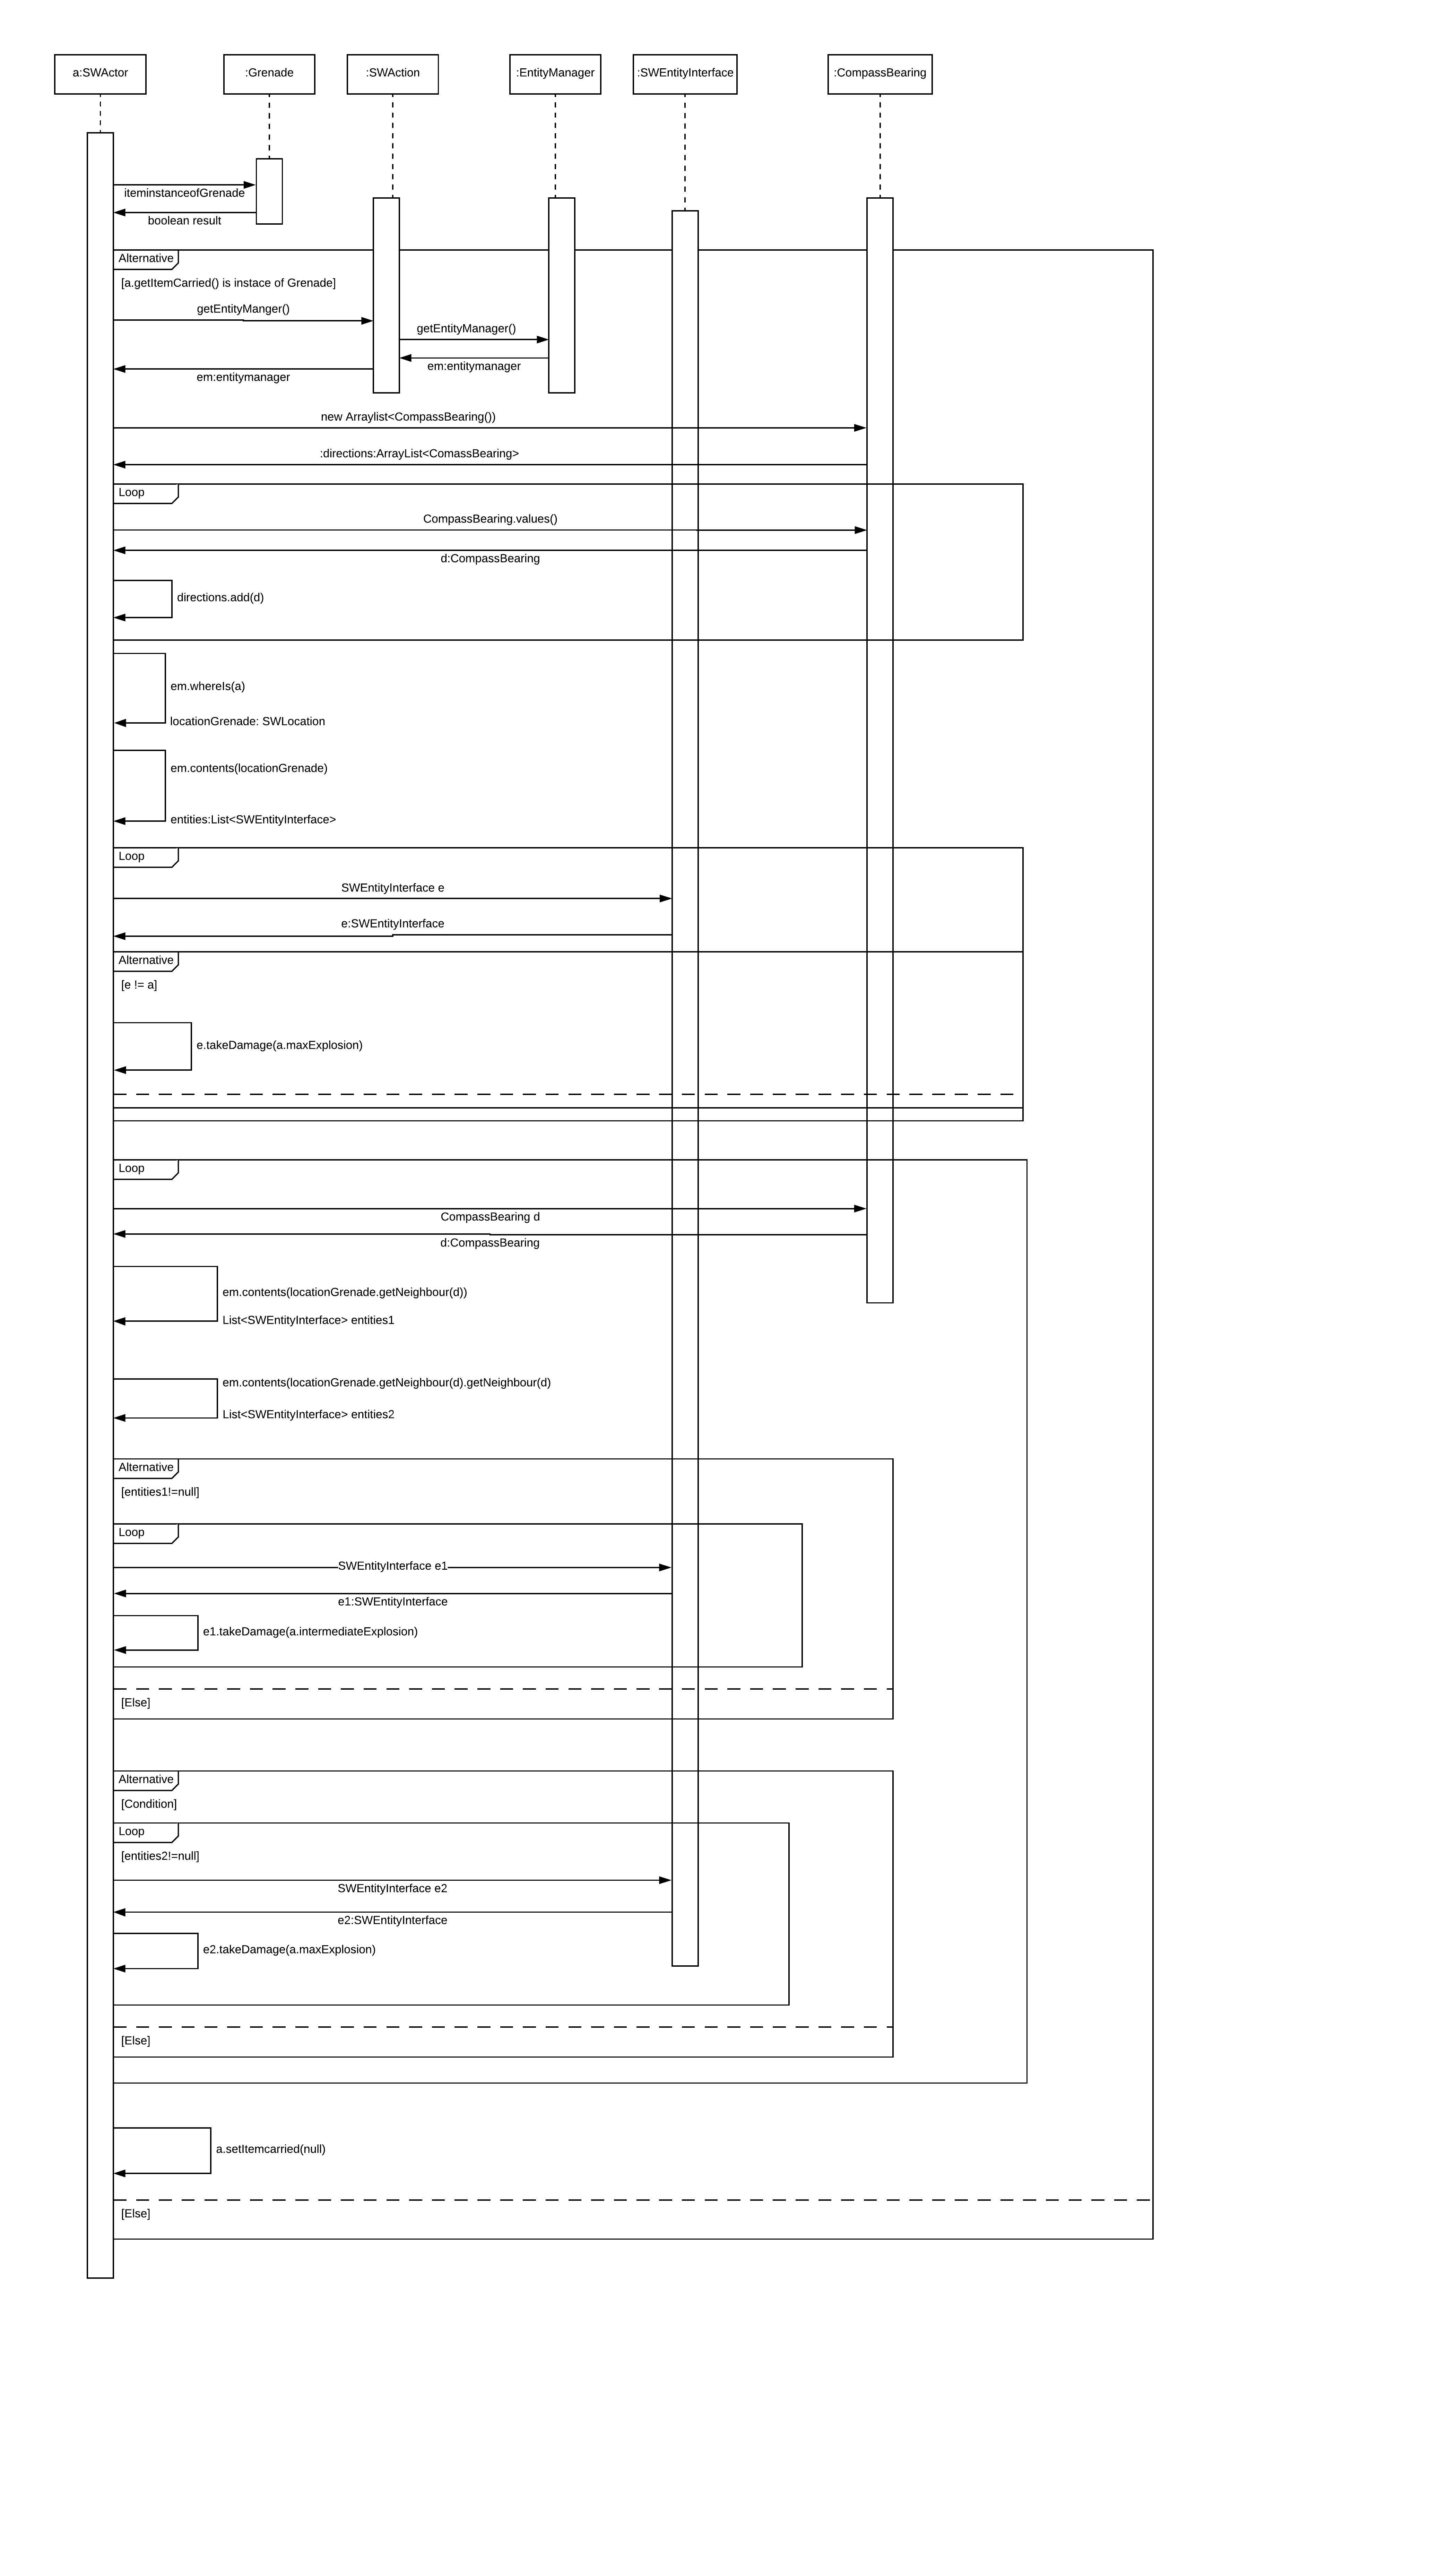 a:SWActor
:Grenade
:SWAction
:EntityManager
:SWEntityInterface
:CompassBearing
iteminstanceofGrenade
boolean result
Alternative
[a.getItemCarried() is instace of Grenade]
getEntityManger()
getEntityManager()
em:entitymanager
em:entitymanager
new Arraylist<CompassBearing())
:directions:ArrayList<ComassBearing>
Loop
CompassBearing.values()
d:CompassBearing
directions.add(d)
em.whereIs(a)
locationGrenade: SWLocation
em.contents(locationGrenade)
entities:List<SWEntityInterface>
Loop
SWEntityInterface e
e:SWEntityInterface
Alternative
[e != a]
e.takeDamage(a.maxExplosion)
Loop
CompassBearing d
d:CompassBearing
em.contents(locationGrenade.getNeighbour(d))
List<SWEntityInterface> entities1
em.contents(locationGrenade.getNeighbour(d).getNeighbour(d)
List<SWEntityInterface> entities2
Alternative
[entities1!=null]
Loop
SWEntityInterface e1
e1:SWEntityInterface
e1.takeDamage(a.intermediateExplosion)
[Else]
Alternative
[Condition]
Loop
[entities2!=null]
SWEntityInterface e2
e2:SWEntityInterface
e2.takeDamage(a.maxExplosion)
[Else]
a.setItemcarried(null)
[Else]